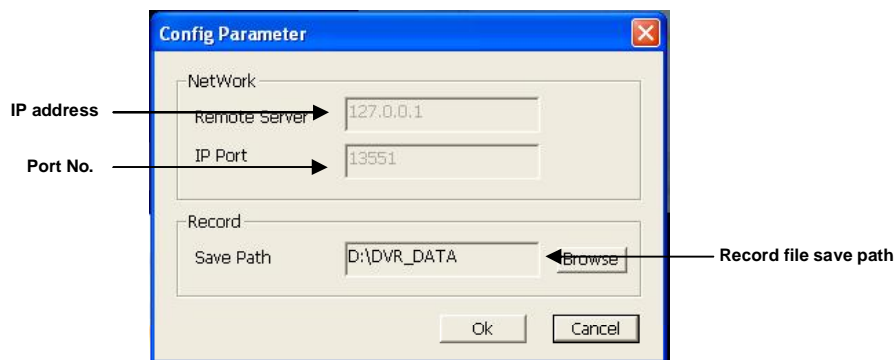 Config Parameter
NetWork
IP address
Remote Server
127.0.0.1
Port No.
IP Port
13551
Record
Save Path
D:\DVR_DATA
Browse
Record file save path
Ok
Cancel